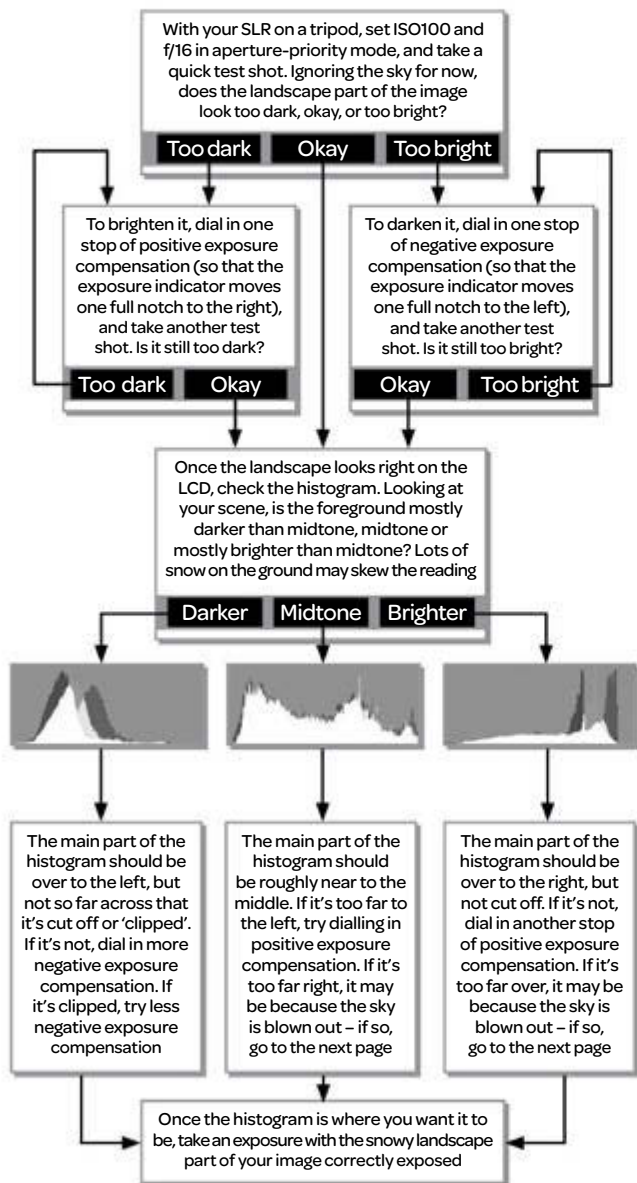 With your SLR on a tripod, set ISO100 and
f/16 in aperture-priority mode, and take a
quick test shot. Ignoring the sky for now,
does the landscape part of the image
look too dark, okay, or too bright?
Too dark
Okay
Too bright
To brighten it, dial in one
stop of positive exposure
compensation (so that the
exposure indicator moves
one full notch to the right),
and take another test
shot. Is it still too dark?
Too dark
Okay
To darken it, dial in one stop
of negative exposure
compensation (so that the
exposure indicator moves
one full notch to the left),
and take another test
shot. Is it still too bright?
Okay
Too bright
Once the landscape looks right on the
LCD, check the histogram. Looking at
your scene, is the foreground mostly
darker than midtone, midtone or
mostly brighter than midtone? Lots of
snow on the ground may skew the reading
Darker
Midtone
Brighter
The main part of the
histogram should be
over to the left, but
not so far across that
it's cut off or ‘clipped’.
If it's not, dial in more
negative exposure
compensation. If
it's clipped, try less
negative exposure
compensation
The main part of the
histogram should
be roughly near to the
middle. If it's too far to
the left, try dialling in
positive exposure
compensation. If it's
too far right, it may
be because the sky
is blown out – if so,
go to the next page
The main part of the
histogram should be
over to the right, but
not cut off. If it's not,
dial in another stop
of positive exposure
compensation. If it's
too far over, it may be
because the sky is
blown out – if so,
go to the next page
Once the histogram is where you want it to
be, take an exposure with the snowy landscape
part of your image correctly exposed